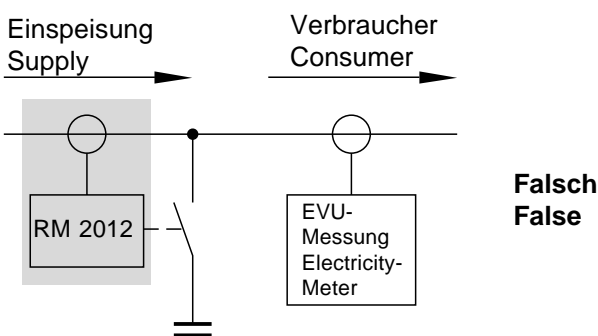 Einspeisung
Supply
Verbraucher
Consumer
RM 2012
EVU-
Messung
Electricity-
Meter
Falsch
False